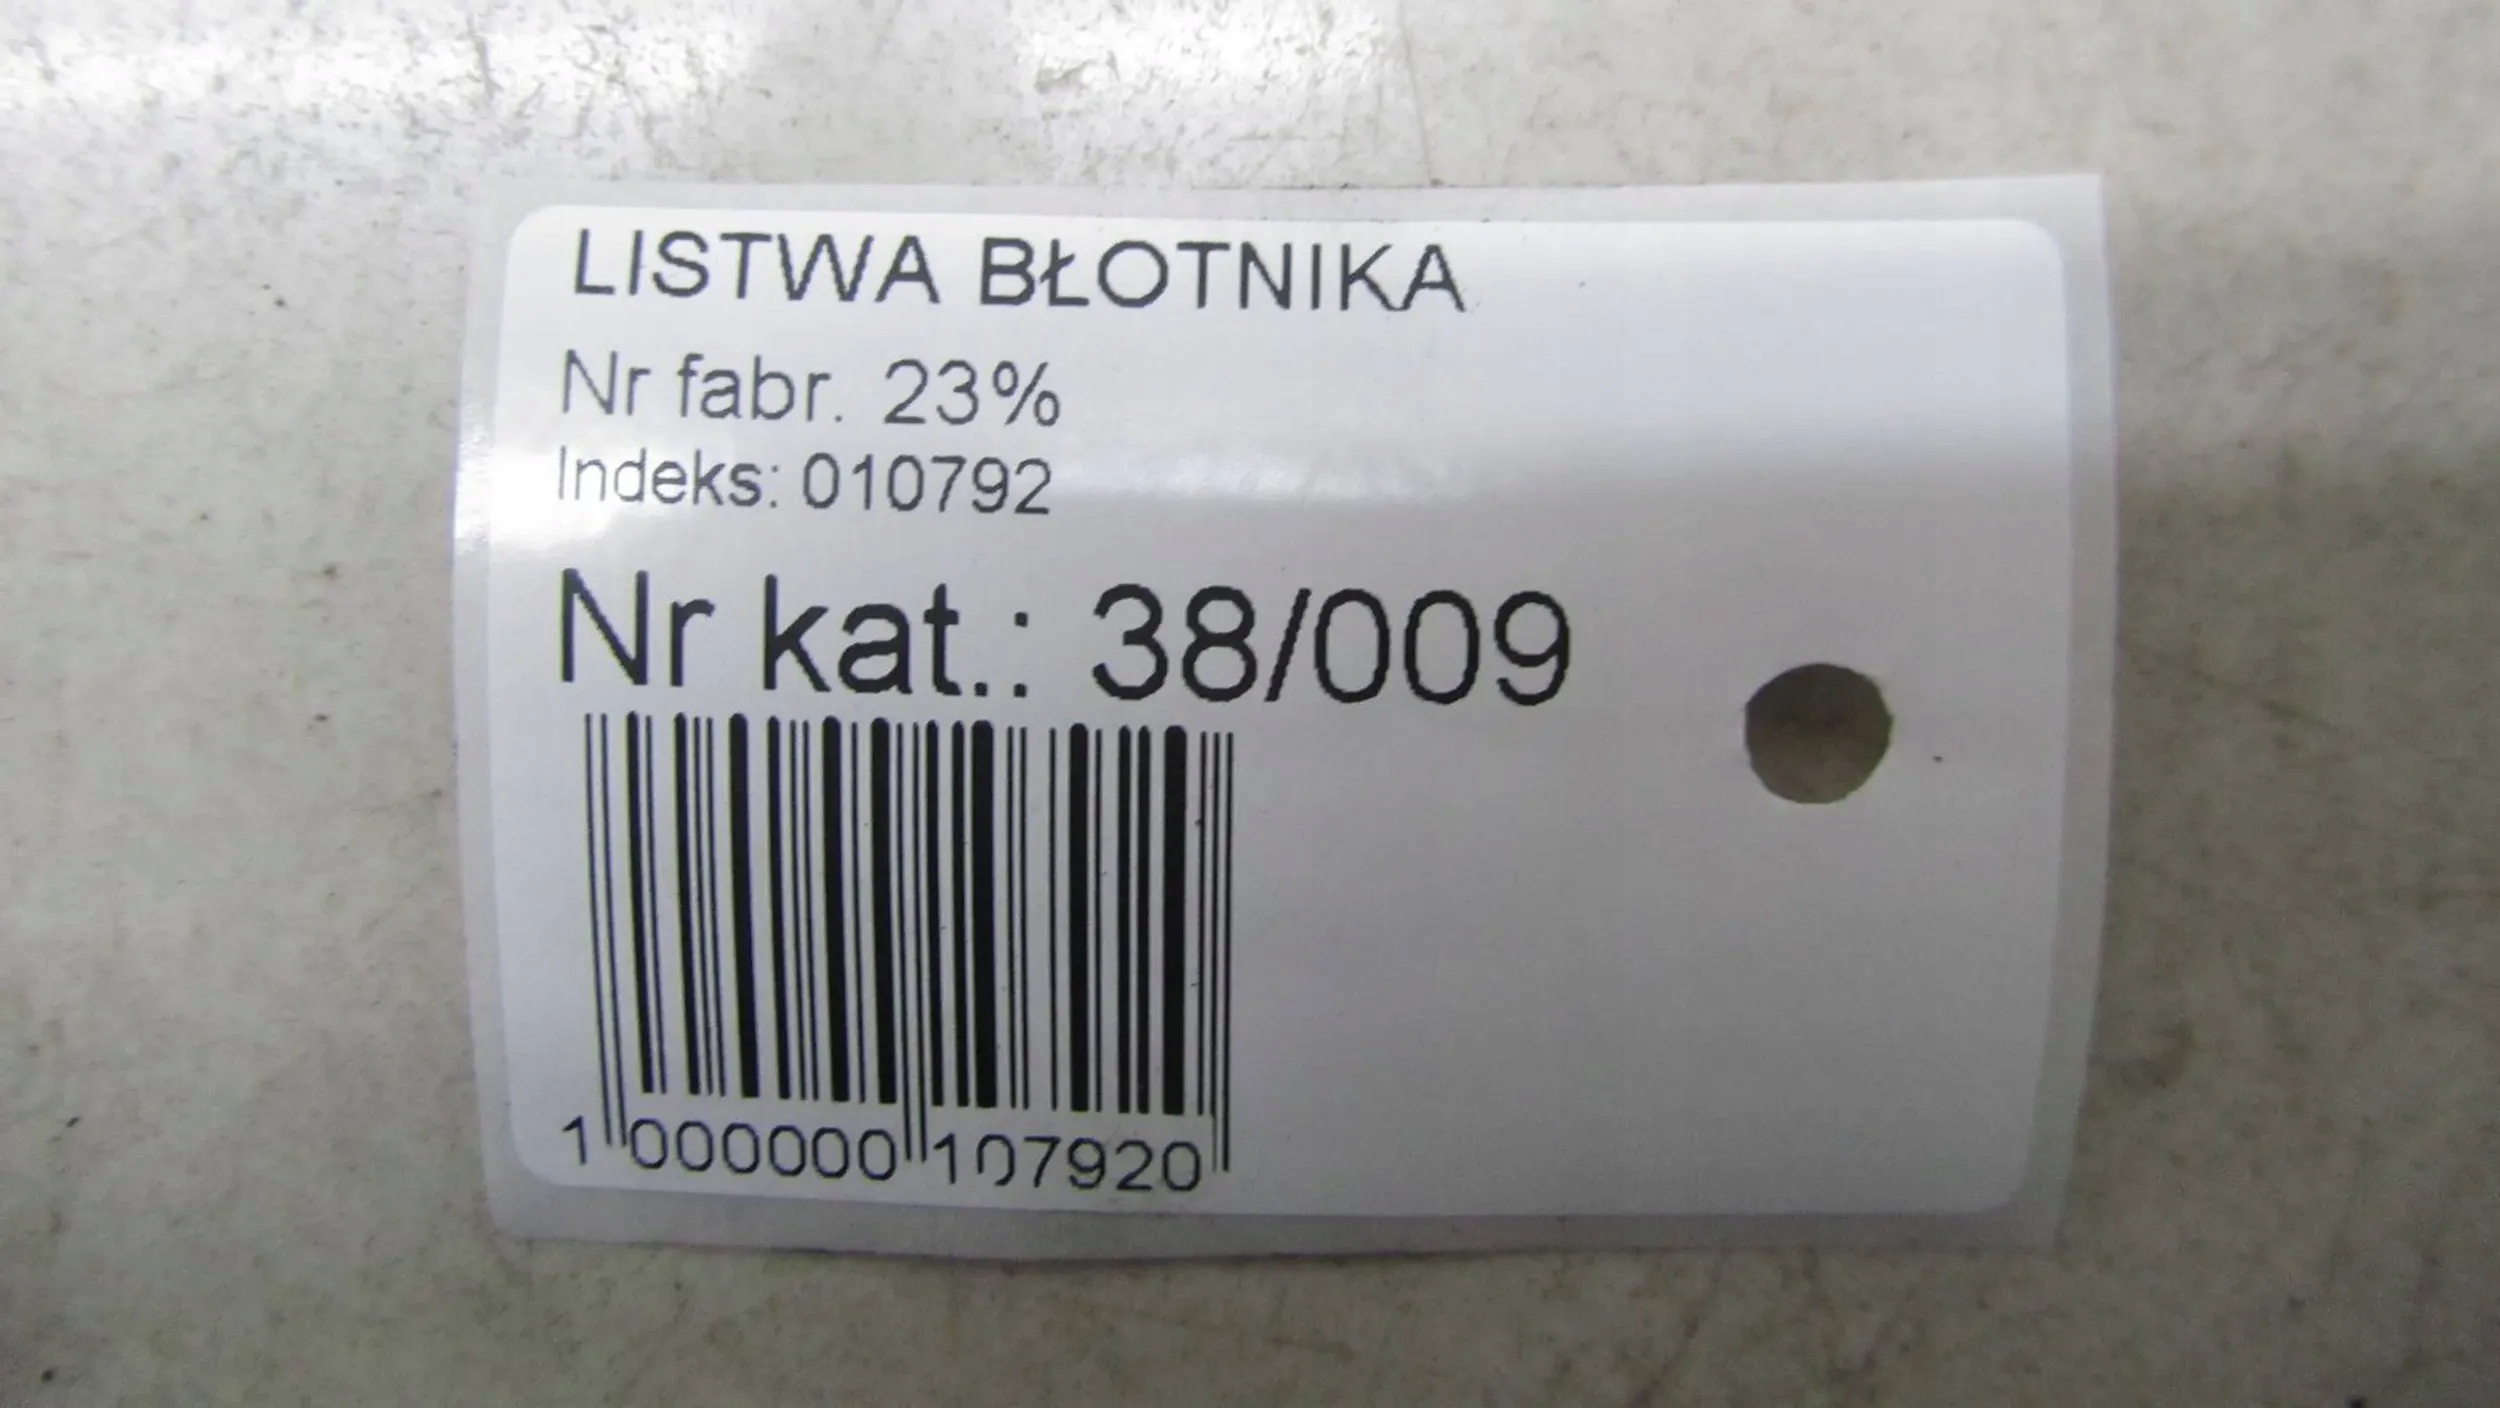 LISTWA BŁOTNIKA
Nr fabr. 23%
Indeks: 010792
Nr kat.: 38/009
1 000000 107920